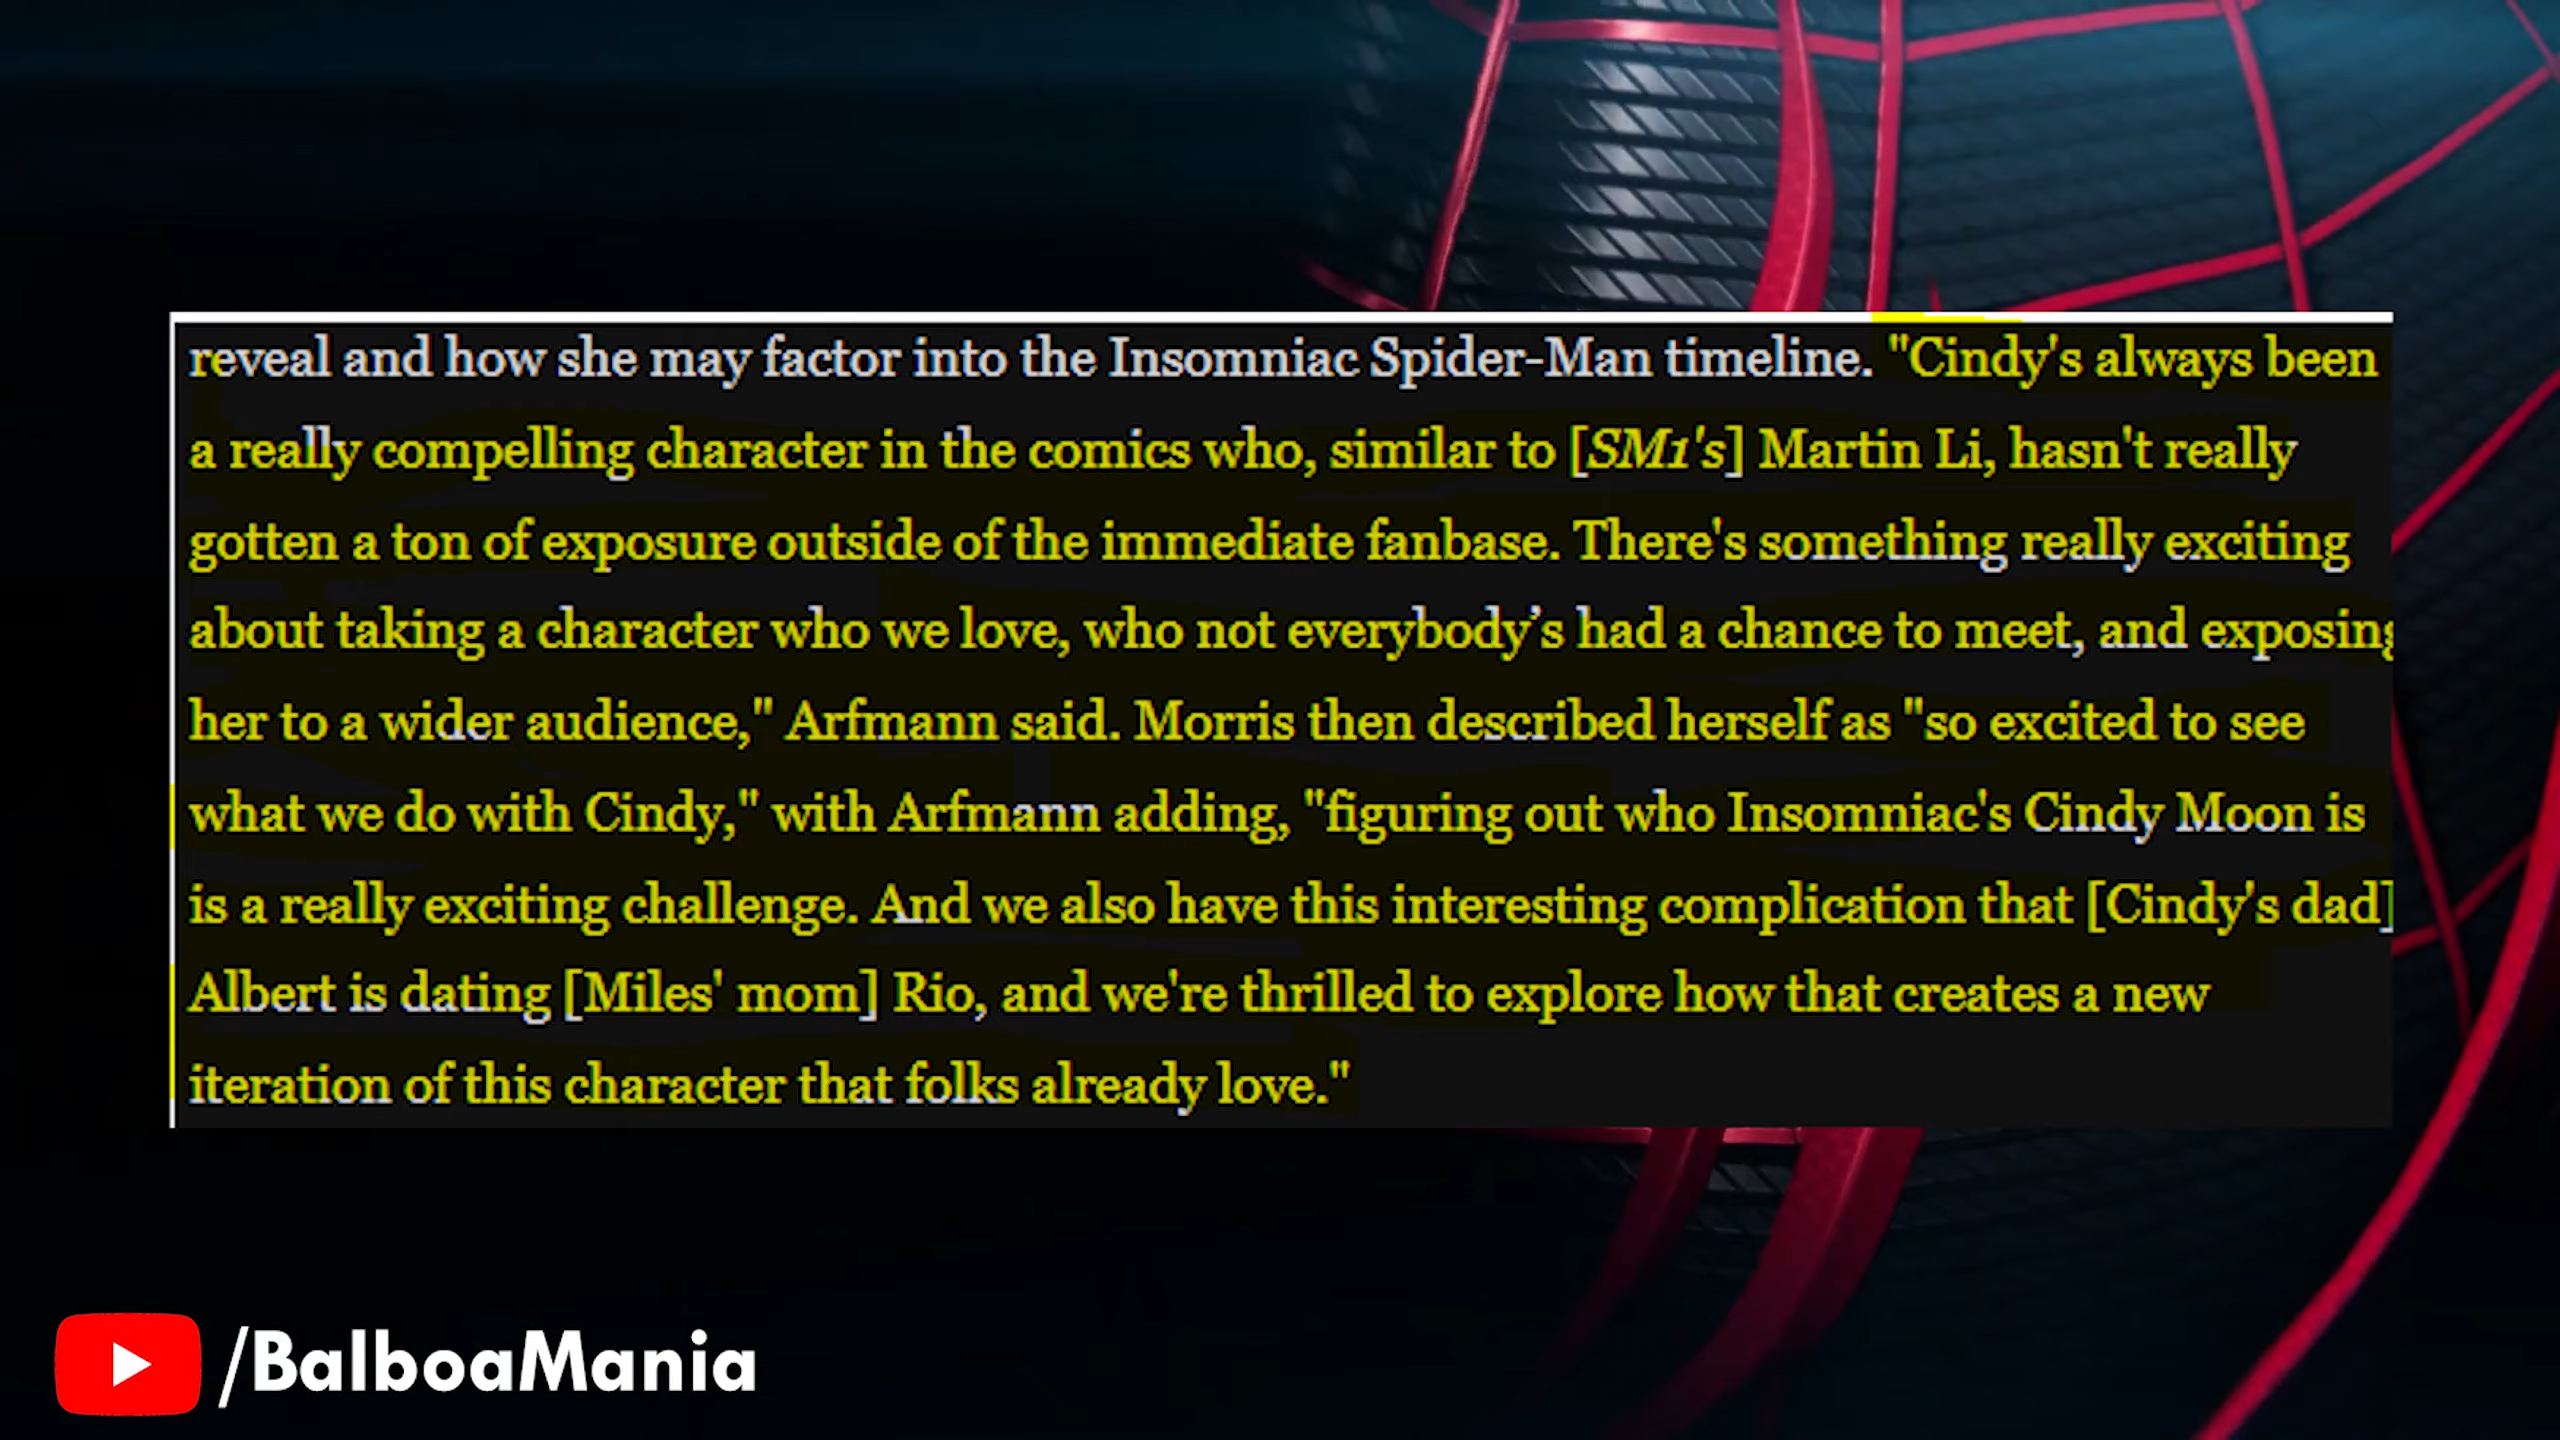 reveal and how she may factor into the Insomniac Spider-Man timeline. "Cindy's always been
a really compelling character in the comics who, similar to [SM1's] Martin Li, hasn't really
gotten a ton of exposure outside of the immediate fanbase. There's something really exciting
about taking a character who we love, who not everybody’s had a chance to meet, and exposing
her to a wider audience," Arfmann said. Morris then described herself as "so excited to see
what we do with Cindy," with Arfmann adding, "figuring out who Insomniac's Cindy Moon is
is a really exciting challenge. And we also have this interesting complication that [Cindy's dad]
Albert is dating [Miles' mom] Rio, and we're thrilled to explore how that creates a new
iteration of this character that folks already love."
/BalboaMania